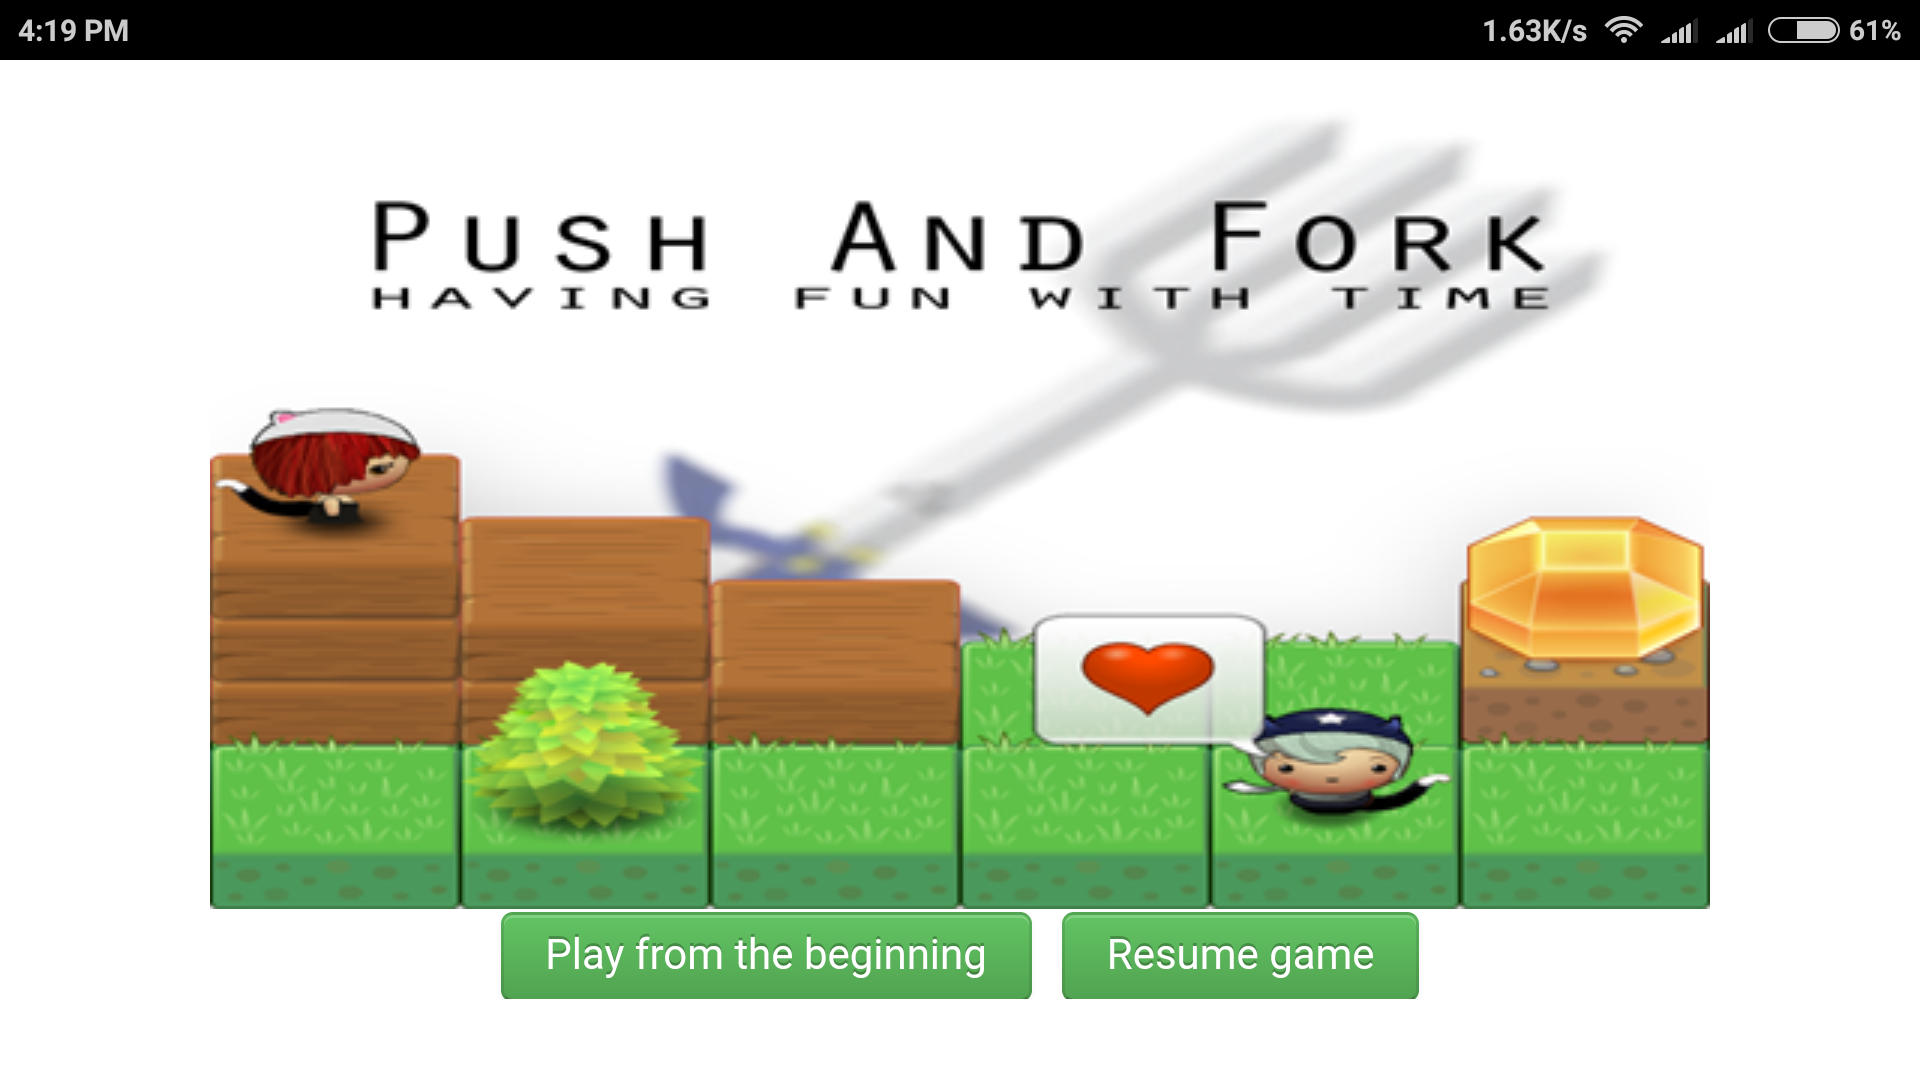 4:19 PM 1.63K/s 61%
PUSH AND FORK
HAVING FUN WITH TIME
Play from the beginning Resume game